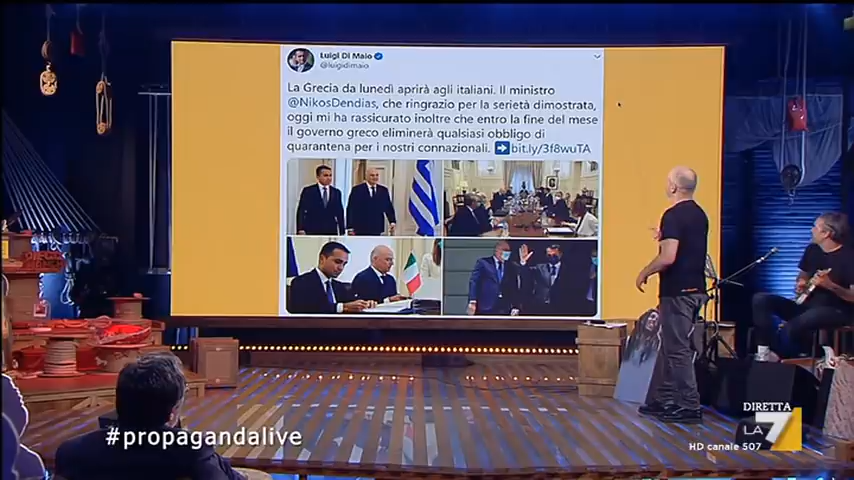 Luigi Di Maio
@luigidimaio
La Grecia da lunedì aprirà agli italiani. Il ministro
@NikosDendias, che ringrazio per la serietà dimostrata,
oggi mi ha rassicurato inoltre che entro la fine del mese
il governo greco eliminerà qualsiasi obbligo di
quarantena per i nostri connazionali. ➡bit.ly/3f8wuTA
#propagandalive
DIRETTA
LA7
HD canale 507